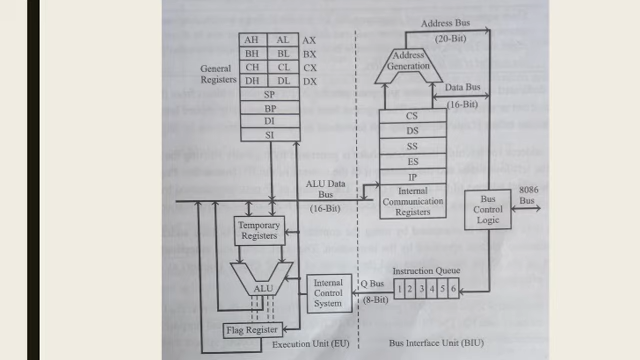 Address Bus
(20-Bit)
AH AL AX
BH BL BX
CH CL CX
DH DL DX
General
Registers
SP
BP
DI
SI
Address
Generation
Data Bus
(16-Bit)
CS
DS
SS
ES
IP
Internal
Communication
Registers
ALU Data
Bus
(16-Bit)
Bus
Control
Logic
8086
Bus
Temporary
Registers
ALU
Internal
Control
System
Q Bus
(8-Bit)
Instruction Queue
1 2 3 4 5 6
Flag Register
Execution Unit (EU)
Bus Interface Unit (BIU)